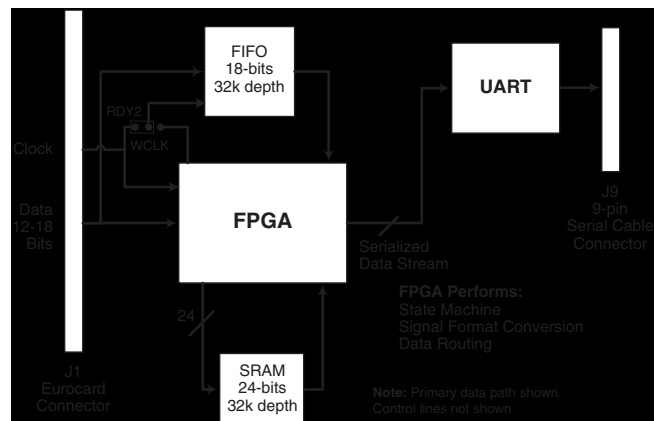 FIFO
18-bits
32k depth
UART
RDY2
WCLK
Clock
Data
12-18
Bits
FPGA
J9
9-pin
Serial Cable
Connector
Serialized
Data Stream
FPGA Performs:
State Machine
Signal Format Conversion
Data Routing
24
SRAM
24-bits
32k depth
J1
Eurocard
Connector
Note: Primary data path shown.
Control lines not shown